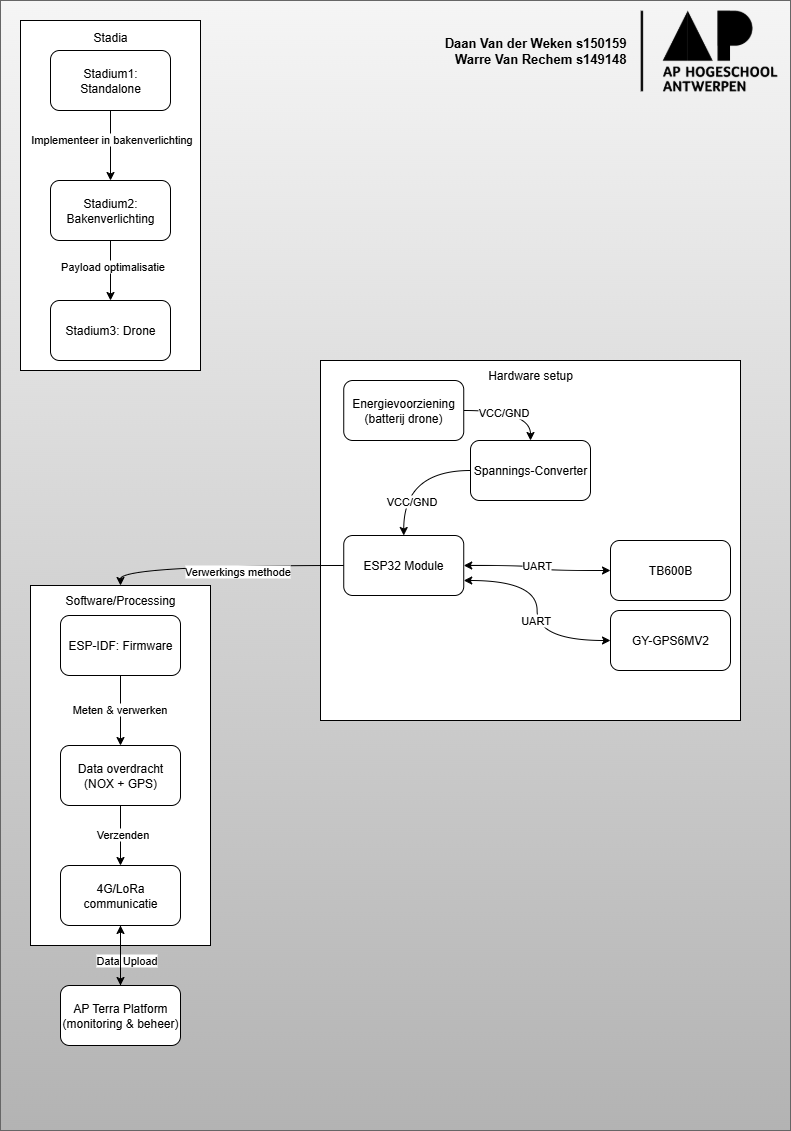 Daan Van der Weken s150159
Warre Van Rechem s149148
AP
AP HOGESCHOOL
ANTWERPEN
Stadia
Stadium1:
Standalone
Implementeer in bakenverlichting
Stadium2:
Bakenverlichting
Payload optimalisatie
Stadium3: Drone
Hardware setup
Energievoorziening
(batterij drone)
VCC/GND
Spannings-Converter
VCC/GND
ESP32 Module
UART
TB600B
UART
GY-GPS6MV2
Verwerkings methode
Software/Processing
ESP-IDF: Firmware
Meten & verwerken
Data overdracht
(NOX + GPS)
Verzenden
4G/LoRa
communicatie
Data Upload
AP Terra Platform
(monitoring & beheer)